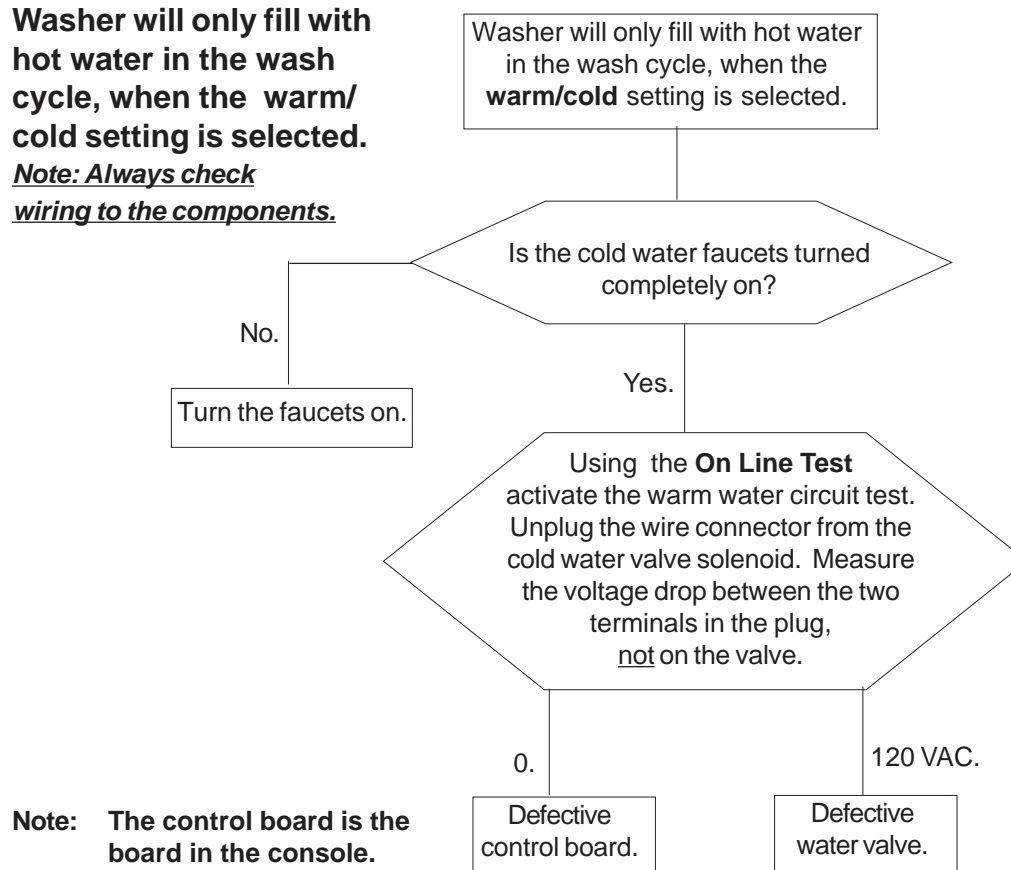 Washer will only fill with
hot water in the wash
cycle, when the warm/
cold setting is selected.
Note: Always check
wiring to the components.
Washer will only fill with hot water
in the wash cycle, when the
warm/cold setting is selected.
Is the cold water faucets turned
completely on?
No.
Turn the faucets on.
Yes.
Using the On Line Test
activate the warm water circuit test.
Unplug the wire connector from the
cold water valve solenoid. Measure
the voltage drop between the two
terminals in the plug,
not on the valve.
0.
120 VAC.
Defective
control board.
Defective
water valve.
Note: The control board is the
board in the console.